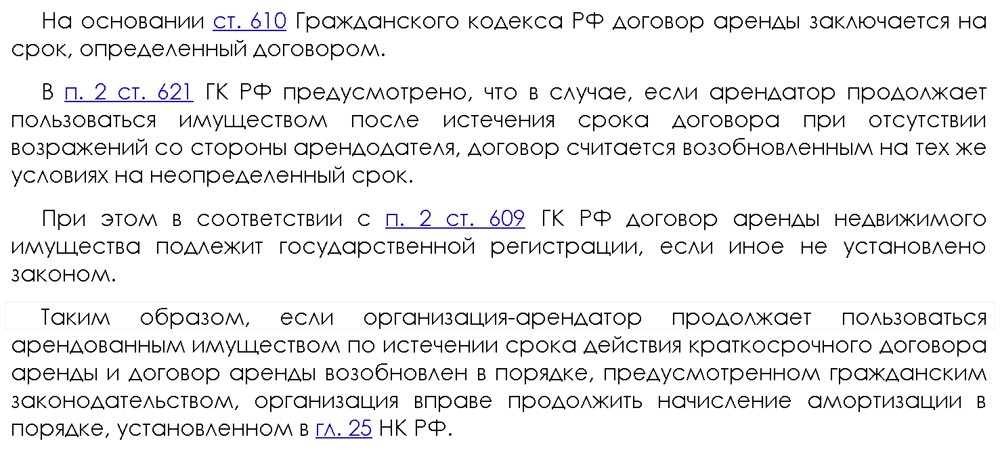 На основании ст. 610 Гражданского кодекса РФ договор аренды заключается на
срок, определенный договором.
В п. 2 ст. 621 ГК РФ предусмотрено, что в случае, если арендатор продолжает
пользоваться имуществом после истечения срока договора при отсутствии
возражений со стороны арендодателя, договор считается возобновленным на тех же
условиях на неопределенный срок.
При этом в соответствии с п. 2 ст. 609 ГК РФ договор аренды недвижимого
имущества подлежит государственной регистрации, если иное не установлено
законом.
Таким образом, если организация-арендатор продолжает пользоваться
арендованным имуществом по истечении срока действия краткосрочного договора
аренды и договор аренды возобновлен в порядке, предусмотренном гражданским
законодательством, организация вправе продолжить начисление амортизации в
порядке, установленном в гл. 25 НК РФ.